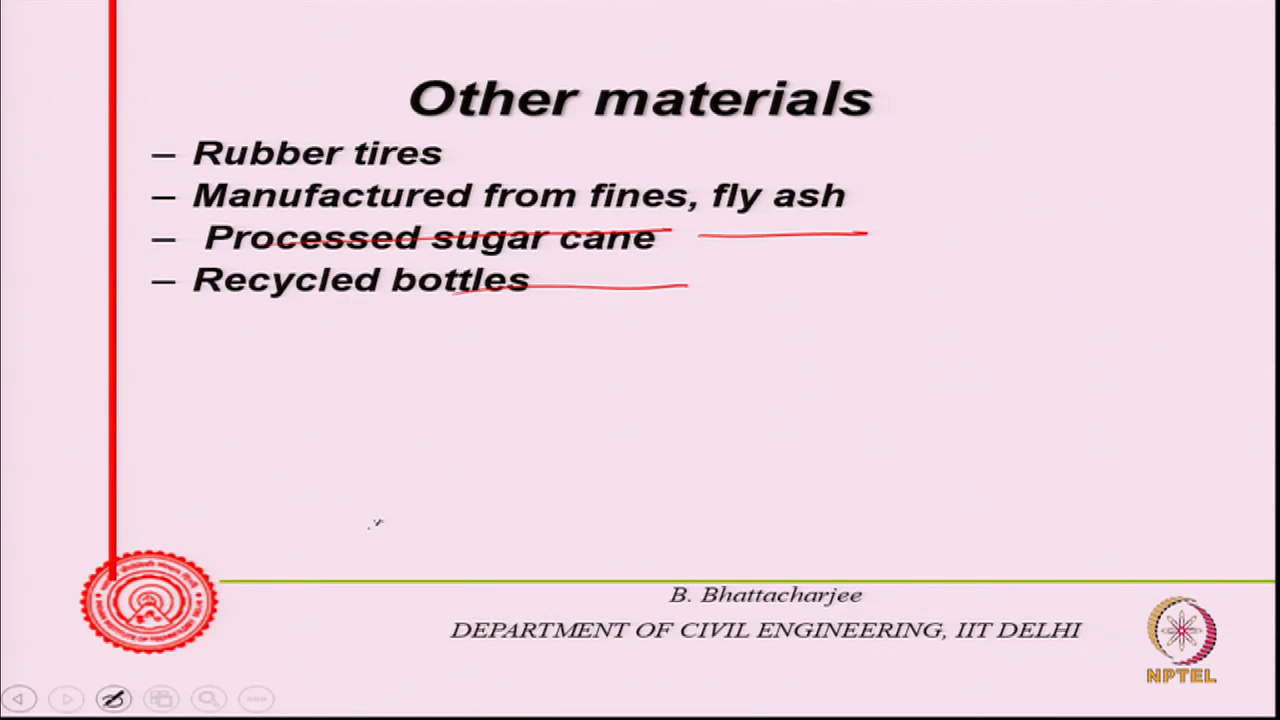 Other materials
– Rubber tires
– Manufactured from fines, fly ash
– Processed sugar cane
– Recycled bottles
B. Bhattacharjee
DEPARTMENT OF CIVIL ENGINEERING, IIT DELHI
NPTEL